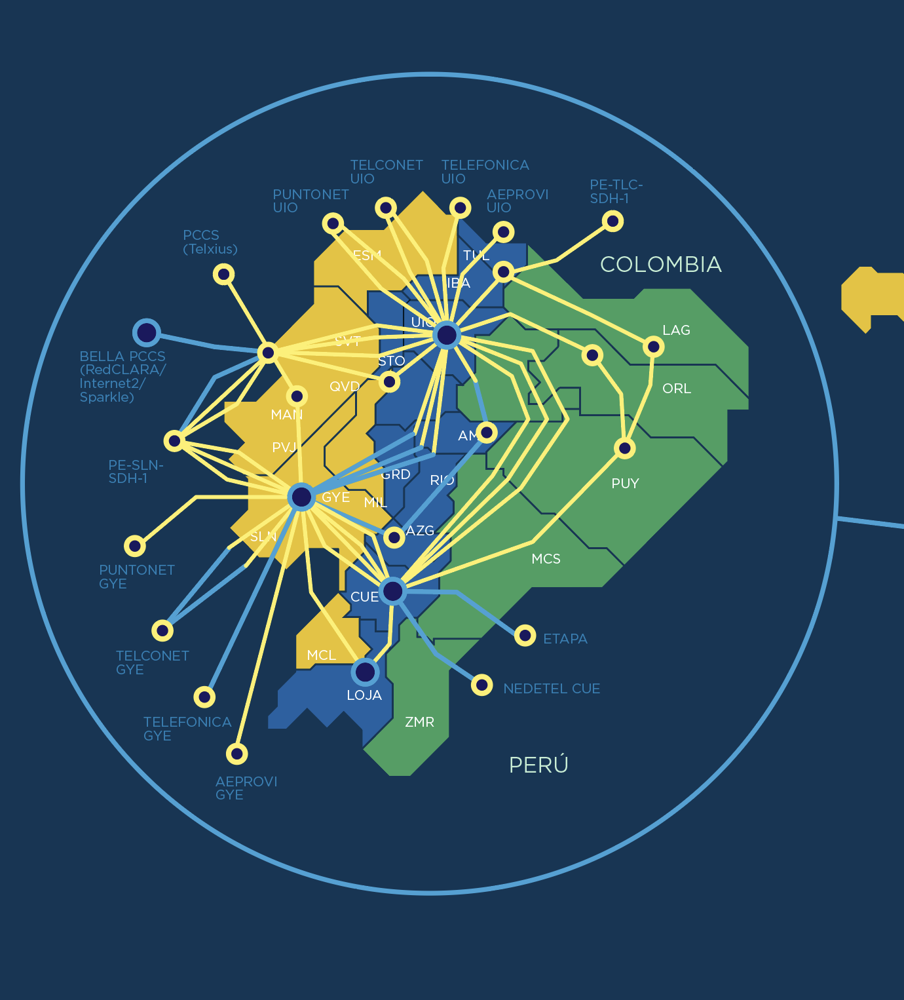 TELCONET
UIO
TELEFONICA
UIO
PUNTONET
UIO
AEPROVI
UIO
PE-TLC-
SDH-1
PCCS
(Telxius)
COLOMBIA
ESM
TUL
IBA
UIO
LAG
SVT
STO
BELLA PCCS
(RedCLARA/
Internet2/
Sparkle)
QVD
ORL
MAN
AM
PVJ
PE-SLN-
SDH-1
GRD
RIO
PUY
GYE
MIL
AZG
SLN
MCS
PUNTONET
GYE
CUE
ETAPA
MCL
TELCONET
GYE
NEDETEL CUE
LOJA
TELEFONICA
GYE
ZMR
PERÚ
AEPROVI
GYE